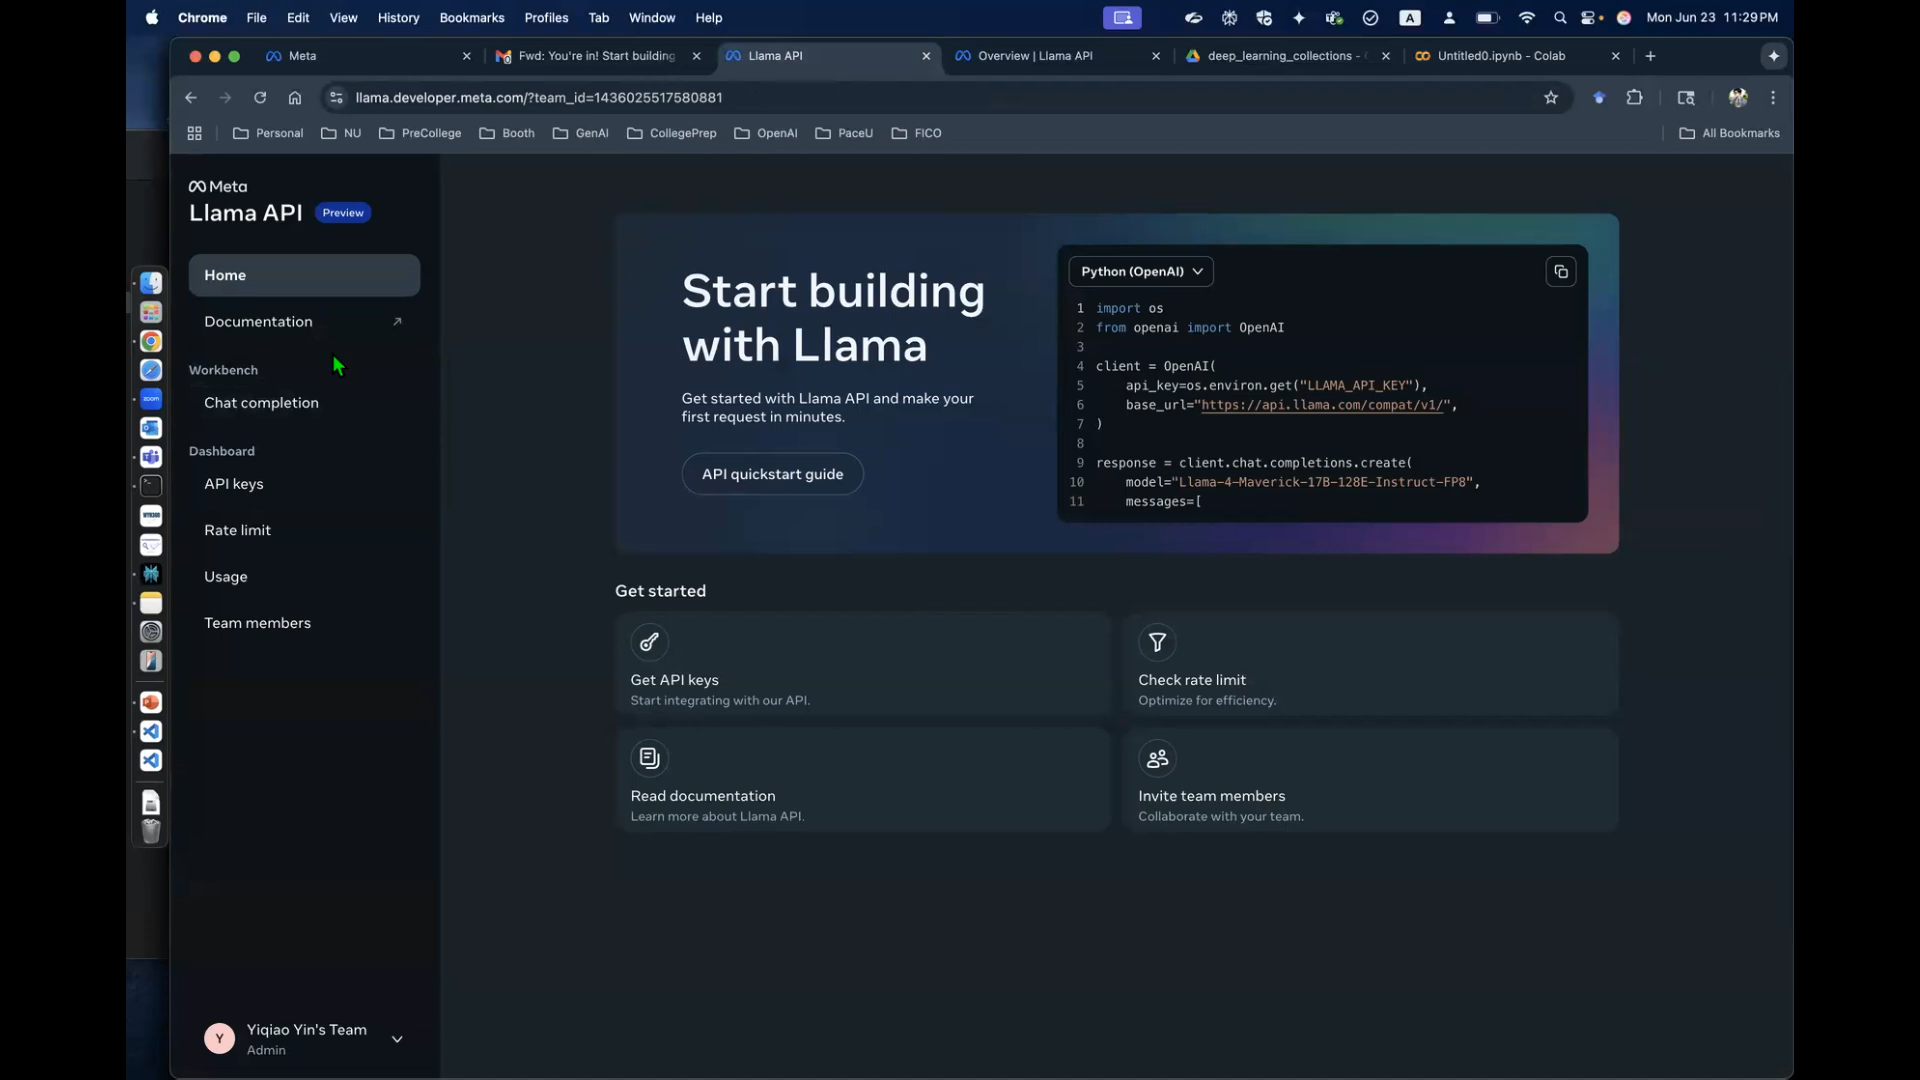 Chrome File Edit View History Bookmarks Profiles Tab Window Help A Mon Jun 23 11:29 PM
Meta Fwd: You're in! Start building Llama API Overview | Llama API deep_learning_collections - Untitled0.ipynb - Colab
llama.developer.meta.com/?team_id=1436025517580881
Personal NU PreCollege Booth GenAI CollegePrep OpenAI PaceU FICO All Bookmarks
Meta
Llama API Preview
Home
Documentation
Workbench
Chat completion
Dashboard
API keys
Rate limit
Usage
Team members
Y
Yiqiao Yin's Team
Admin
Start building
with Llama
Get started with Llama API and make your
first request in minutes.
API quickstart guide
Python (OpenAI)
1 import os
2 from openai import OpenAI
3
4 client = OpenAI(
5 api_key=os.environ.get("LLAMA_API_KEY"),
6 base_url="https://api.llama.com/compat/v1/",
7 )
8
9 response = client.chat.completions.create(
10 model="Llama-4-Maverick-17B-128E-Instruct-FP8",
11 messages=[
Get started
Get API keys
Start integrating with our API.
Check rate limit
Optimize for efficiency.
Read documentation
Learn more about Llama API.
Invite team members
Collaborate with your team.
zoom